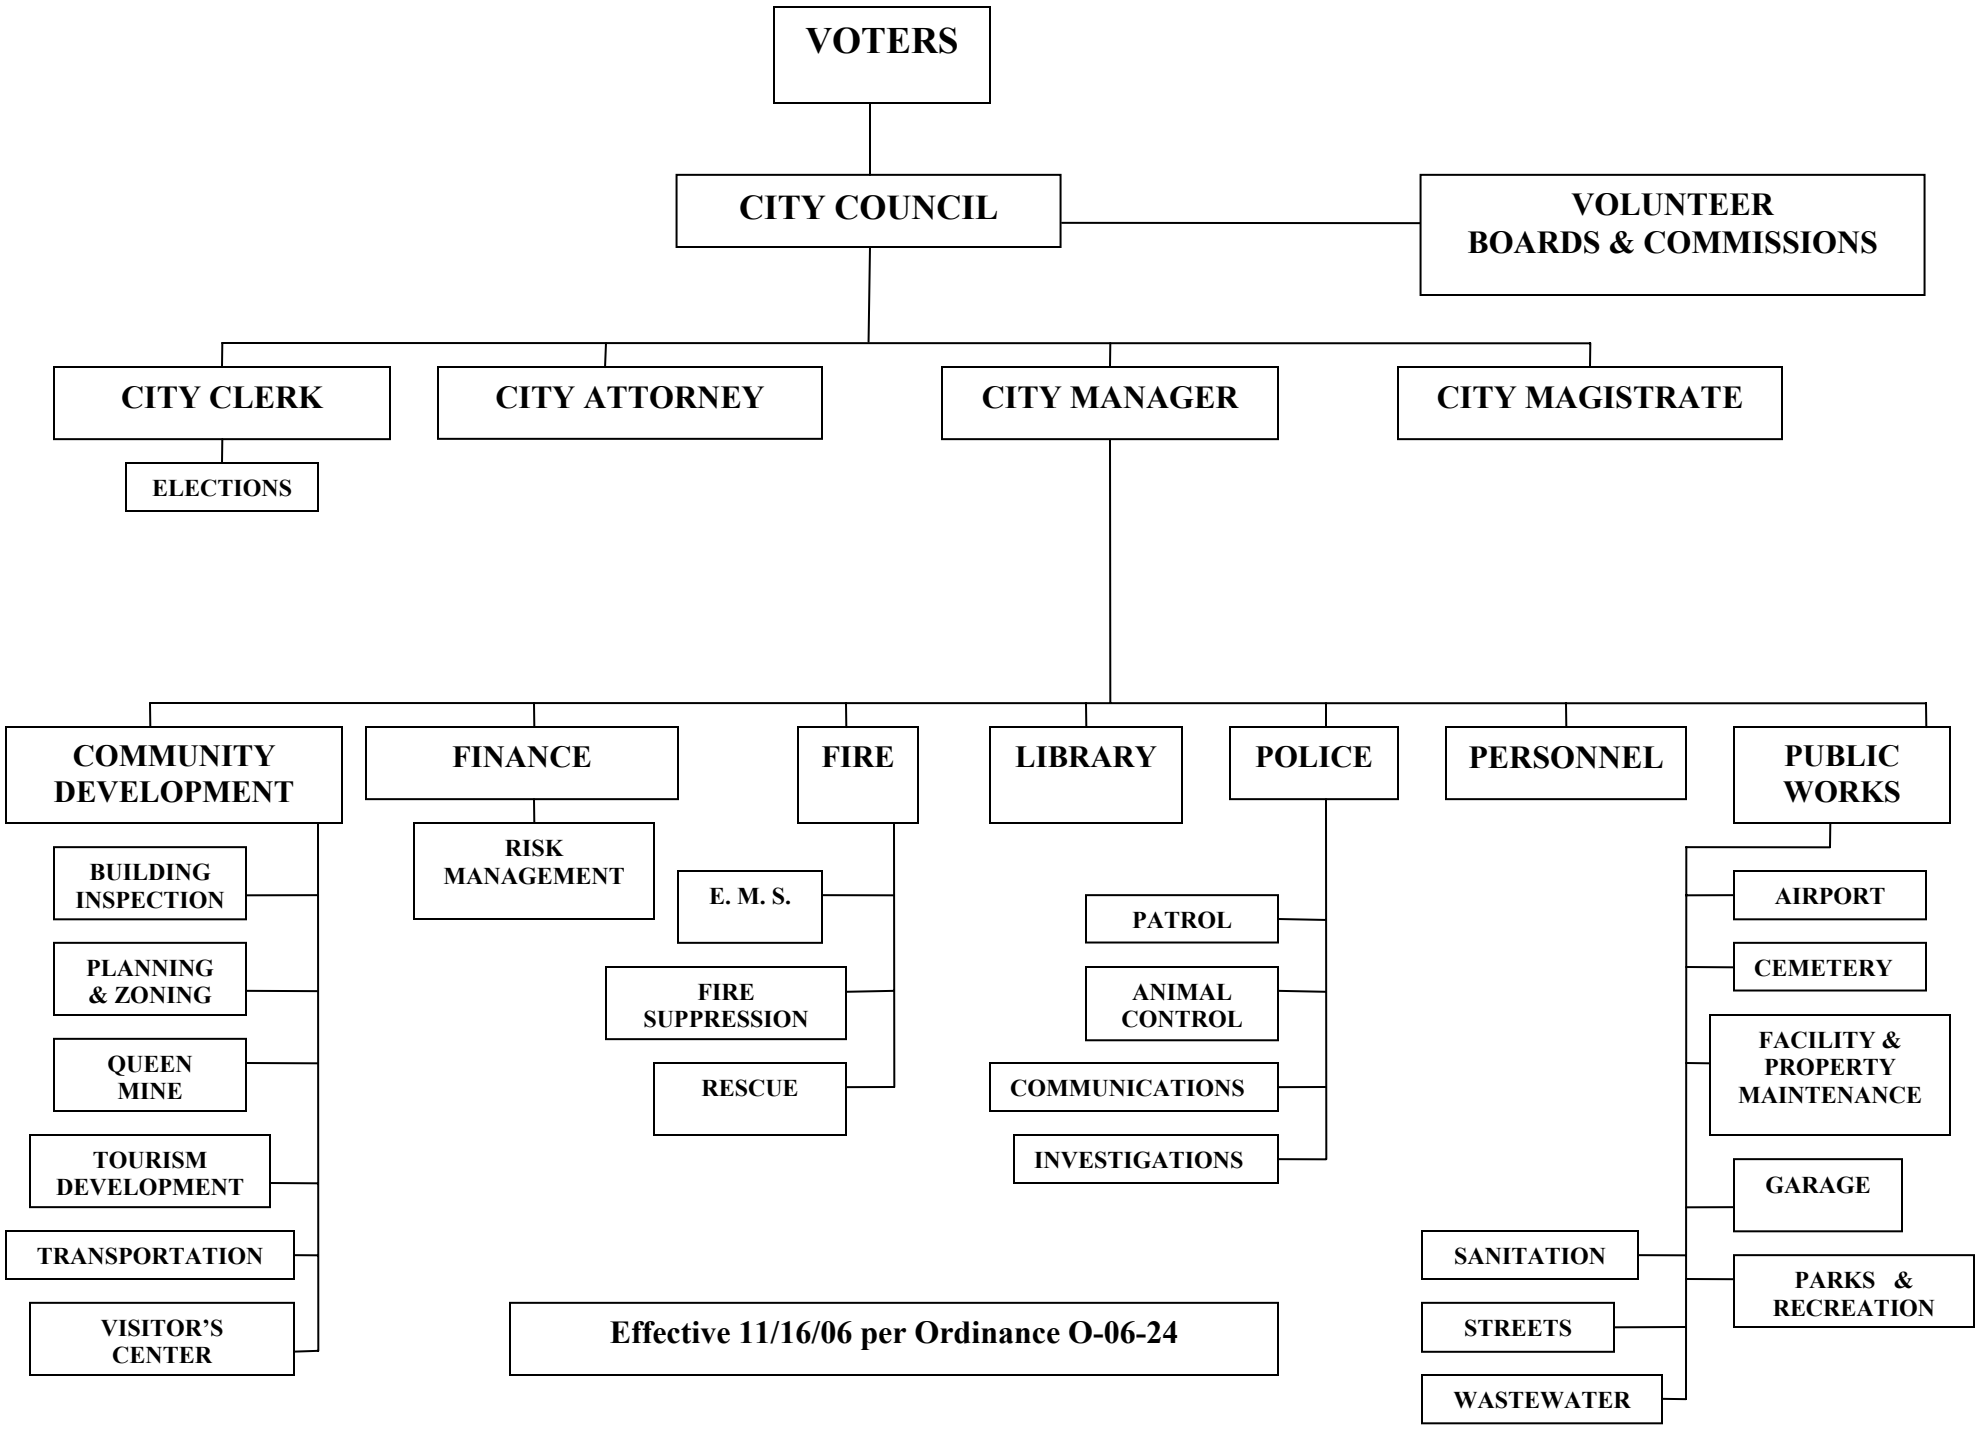 VOTERS
CITY COUNCIL
VOLUNTEER
BOARDS & COMMISSIONS
CITY CLERK
CITY ATTORNEY
CITY MANAGER
CITY MAGISTRATE
ELECTIONS
COMMUNITY
DEVELOPMENT
FINANCE
FIRE
LIBRARY
POLICE
PERSONNEL
PUBLIC
WORKS
BUILDING
INSPECTION
PLANNING
& ZONING
QUEEN
MINE
TOURISM
DEVELOPMENT
TRANSPORTATION
VISITOR’S
CENTER
RISK
MANAGEMENT
E. M. S.
FIRE
SUPPRESSION
RESCUE
PATROL
ANIMAL
CONTROL
COMMUNICATIONS
INVESTIGATIONS
AIRPORT
CEMETERY
FACILITY &
PROPERTY
MAINTENANCE
GARAGE
PARKS &
RECREATION
SANITATION
STREETS
WASTEWATER
Effective 11/16/06 per Ordinance O-06-24